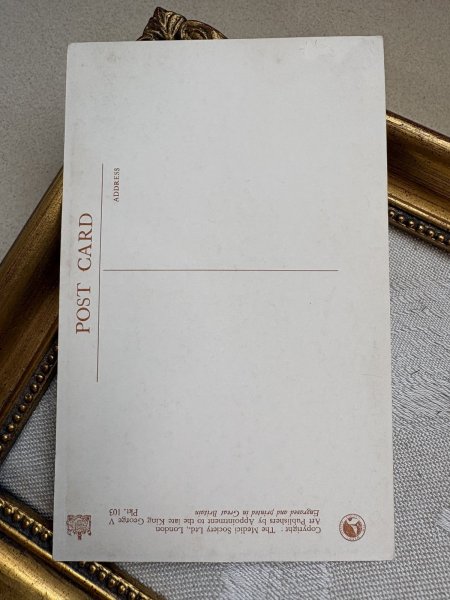 POST CARD
ADDRESS
Copyright : The Medici Society Ltd., London
Art Publishers by Appointment to the late King George V
Engraved and printed in Great Britain
Pkt. 103